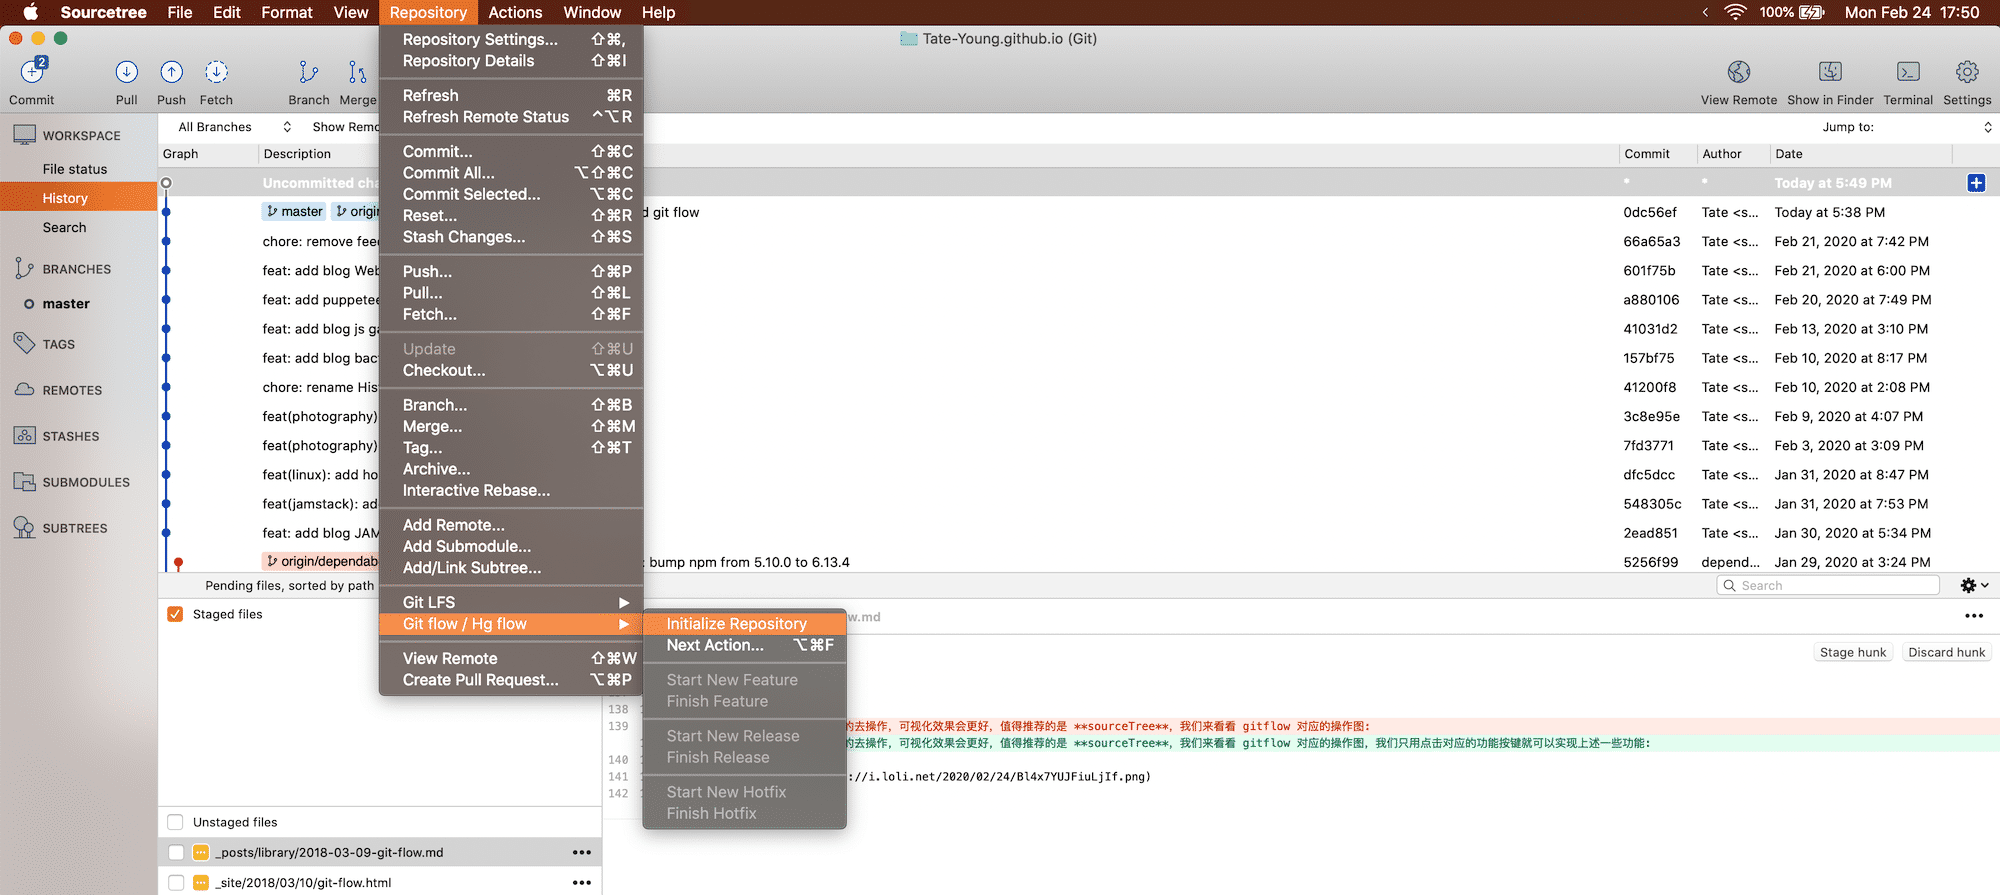 Sourcetree File Edit Format View Repository Actions Window Help
100% Mon Feb 24 17:50
Tate-Young.github.io (Git)
2
Commit Pull Push Fetch Branch Merge View Remote Show in Finder Terminal Settings
WORKSPACE
File status
History
Search
BRANCHES
master
TAGS
REMOTES
STASHES
SUBMODULES
SUBTREES
All Branches Show Remo Jump to:
Graph Description Commit Author Date
Uncommitted cha * * Today at 5:49 PM
master origi d git flow 0dc56ef Tate <s... Today at 5:38 PM
chore: remove fee 66a65a3 Tate <s... Feb 21, 2020 at 7:42 PM
feat: add blog Web 601f75b Tate <s... Feb 21, 2020 at 6:00 PM
feat: add puppetee a880106 Tate <s... Feb 20, 2020 at 7:49 PM
feat: add blog js ga 41031d2 Tate <s... Feb 13, 2020 at 3:10 PM
feat: add blog bac 157bf75 Tate <s... Feb 10, 2020 at 8:17 PM
chore: rename His 41200f8 Tate <s... Feb 10, 2020 at 2:08 PM
feat(photography) 3c8e95e Tate <s... Feb 9, 2020 at 4:07 PM
feat(photography) 7fd3771 Tate <s... Feb 3, 2020 at 3:09 PM
feat(linux): add ho dfc5dcc Tate <s... Jan 31, 2020 at 8:47 PM
feat(jamstack): ad 548305c Tate <s... Jan 31, 2020 at 7:53 PM
feat: add blog JAM 2ead851 Tate <s... Jan 30, 2020 at 5:34 PM
origin/dependab : bump npm from 5.10.0 to 6.13.4 5256f99 depend... Jan 29, 2020 at 3:24 PM
Repository Settings... ⇧⌘,
Repository Details ⇧⌘I
Refresh ⌘R
Refresh Remote Status ^⌥R
Commit... ⇧⌘C
Commit All... ⌥⇧⌘C
Commit Selected... ⌥⌘C
Reset... ⇧⌘R
Stash Changes... ⇧⌘S
Push... ⇧⌘P
Pull... ⇧⌘L
Fetch... ⇧⌘F
Update ⇧⌘U
Checkout... ⌥⌘U
Branch... ⇧⌘B
Merge... ⇧⌘M
Tag... ⇧⌘T
Archive...
Interactive Rebase...
Add Remote...
Add Submodule...
Add/Link Subtree...
Git LFS
Git flow / Hg flow
View Remote ⇧⌘W
Create Pull Request... ⌥⌘P
Initialize Repository
Next Action... ⌥⌘F
Start New Feature
Finish Feature
Start New Release
Finish Release
Start New Hotfix
Finish Hotfix
Pending files, sorted by path Search
Staged files
w.md
Stage hunk Discard hunk
138
139 的去操作，可视化效果会更好，值得推荐的是 **sourceTree**，我们来看看 gitflow 对应的操作图：
的去操作，可视化效果会更好，值得推荐的是 **sourceTree**，我们来看看 gitflow 对应的操作图，我们只用点击对应的功能按键就可以实现上述一些功能：
140
141 ://i.loli.net/2020/02/24/Bl4x7YUJFiuLjIf.png)
142
Unstaged files
_posts/library/2018-03-09-git-flow.md
_site/2018/03/10/git-flow.html